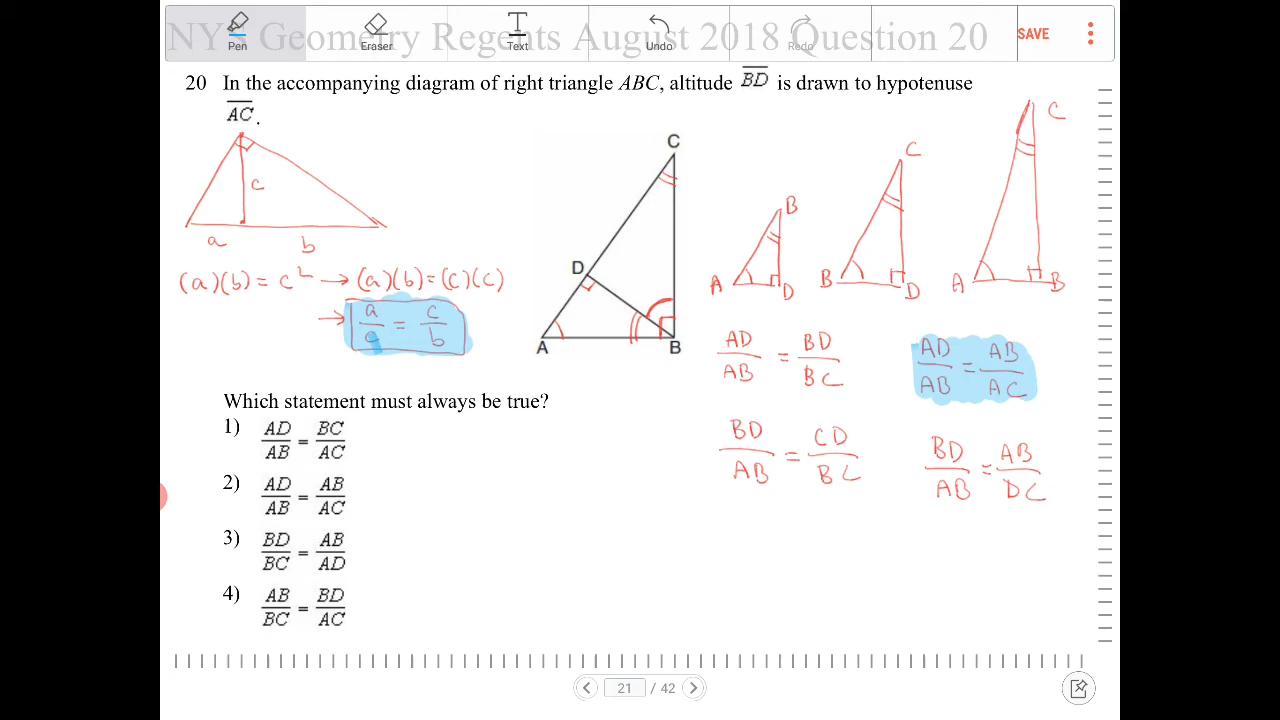 NYS Geometry Regents August 2018 Question 20
Pen
Eraser
Text
Undo
Redo
SAVE
20 In the accompanying diagram of right triangle ABC, altitude BD is drawn to hypotenuse
AC.
c
a b
(a)(b) = c² → (a)(b) = (c)(c)
→ a/c = c/b
C
D
A B
B
A D
C
B D
C
A B
AD/AB = BD/BC
AD/AB = AB/AC
BD/AB = CD/BC
BD/AB = AB/DC
Which statement must always be true?
1) AD/AB = BC/AC
2) AD/AB = AB/AC
3) BD/BC = AB/AD
4) AB/BC = BD/AC
21 / 42